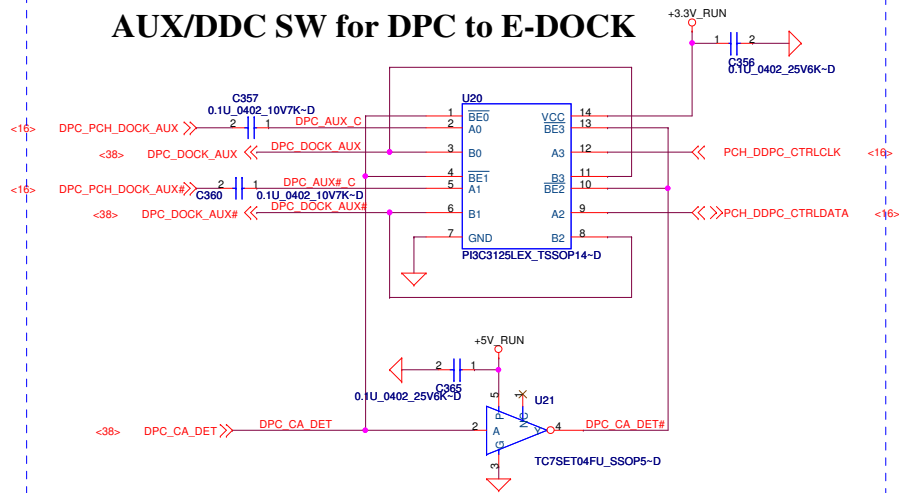 AUX/DDC SW for DPC to E-DOCK
+3.3V_RUN
1 2
C356
0.1U_0402_25V6K~D
C357
0.1U_0402_10V7K~D
U20
<16> DPC_PCH_DOCK_AUX 2 1 DPC_AUX_C
1 BE0 VCC 14
2 A0 BE3 13
<38> DPC_DOCK_AUX DPC_DOCK_AUX 3 B0 A3 12 PCH_DDPC_CTRLCLK <16>
4 BE1 B3 11
<16> DPC_PCH_DOCK_AUX# 2 1 DPC_AUX#_C 5 A1 BE2 10
C360 0.1U_0402_10V7K~D
<38> DPC_DOCK_AUX# DPC_DOCK_AUX# 6 B1 A2 9 PCH_DDPC_CTRLDATA <16>
7 GND B2 8
PI3C3125LEX_TSSOP14~D
+5V_RUN
2 1
C365
0.1U_0402_25V6K~D
5 1 U21
P NC
<38> DPC_CA_DET DPC_CA_DET 2 A Y 4 DPC_CA_DET#
G
3
TC7SET04FU_SSOP5~D